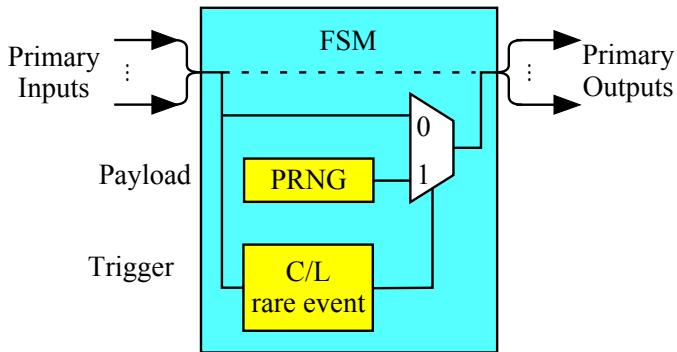 FSM
Primary
Inputs
Primary
Outputs
0
Payload
PRNG
1
Trigger
C/L
rare event